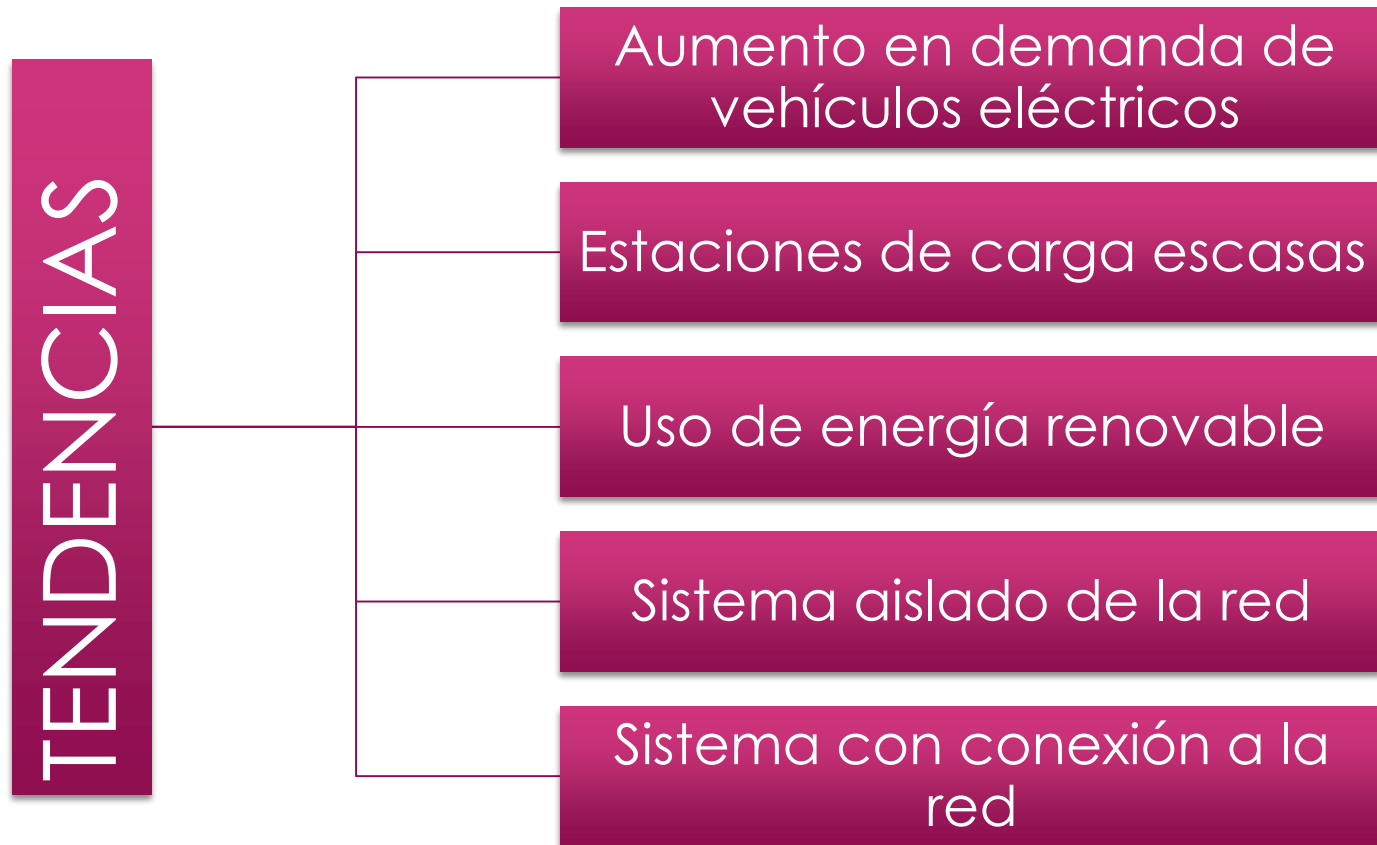 TENDENCIAS
Aumento en demanda de
vehículos eléctricos
Estaciones de carga escasas
Uso de energía renovable
Sistema aislado de la red
Sistema con conexión a la
red